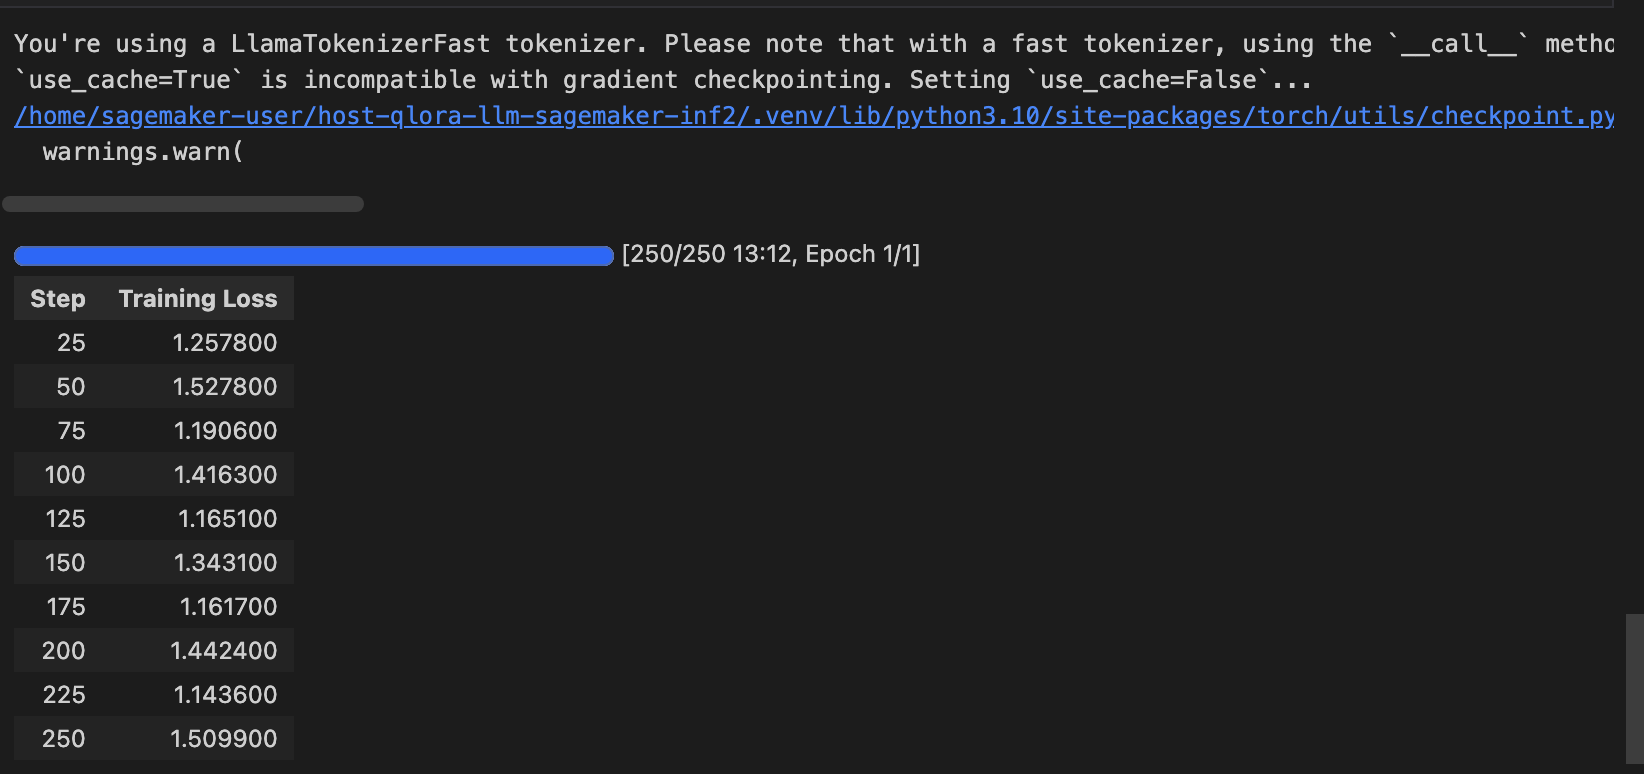 You're using a LlamaTokenizerFast tokenizer. Please note that with a fast tokenizer, using the `__call__` metho
`use_cache=True` is incompatible with gradient checkpointing. Setting `use_cache=False`...
/home/sagemaker-user/host-qlora-llm-sagemaker-inf2/.venv/lib/python3.10/site-packages/torch/utils/checkpoint.py
warnings.warn(
[250/250 13:12, Epoch 1/1]
Step Training Loss
25 1.257800
50 1.527800
75 1.190600
100 1.416300
125 1.165100
150 1.343100
175 1.161700
200 1.442400
225 1.143600
250 1.509900